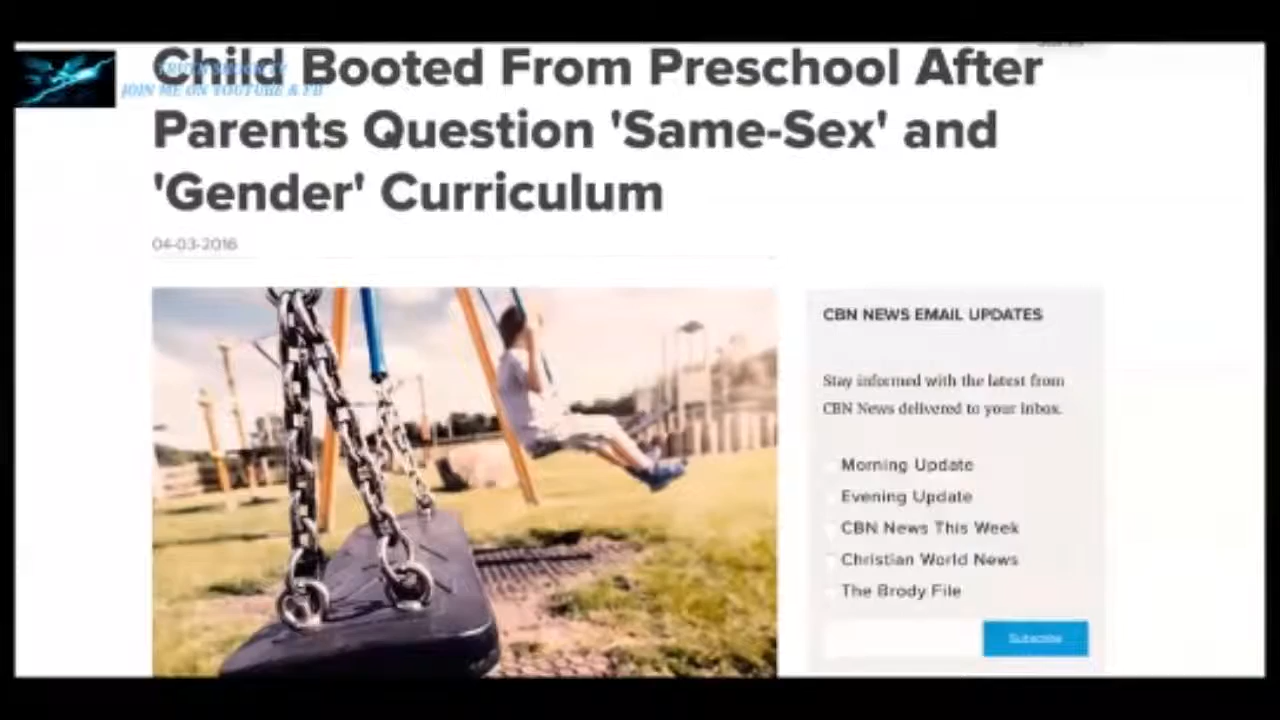 Child Booted From Preschool After
JOIN ME ON YOUTUBE & FB
Parents Question 'Same-Sex' and
'Gender' Curriculum
04-03-2016
CBN NEWS EMAIL UPDATES
Stay informed with the latest from
CBN News delivered to your inbox.
Morning Update
Evening Update
CBN News This Week
Christian World News
The Brody File
Subscribe